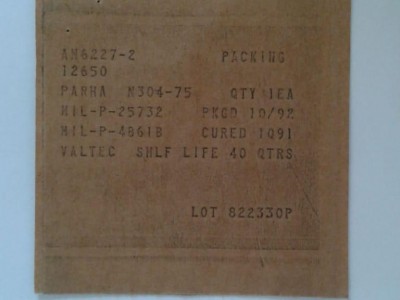 AN6227-2 PACKING
12650
PARHA N304-75 QTY 1EA
MIL-P-25732 PKGD 10/92
MIL-P-4861B CURED 1Q91
VALTEC SHLF LIFE 40 QTRS
LOT 822330P